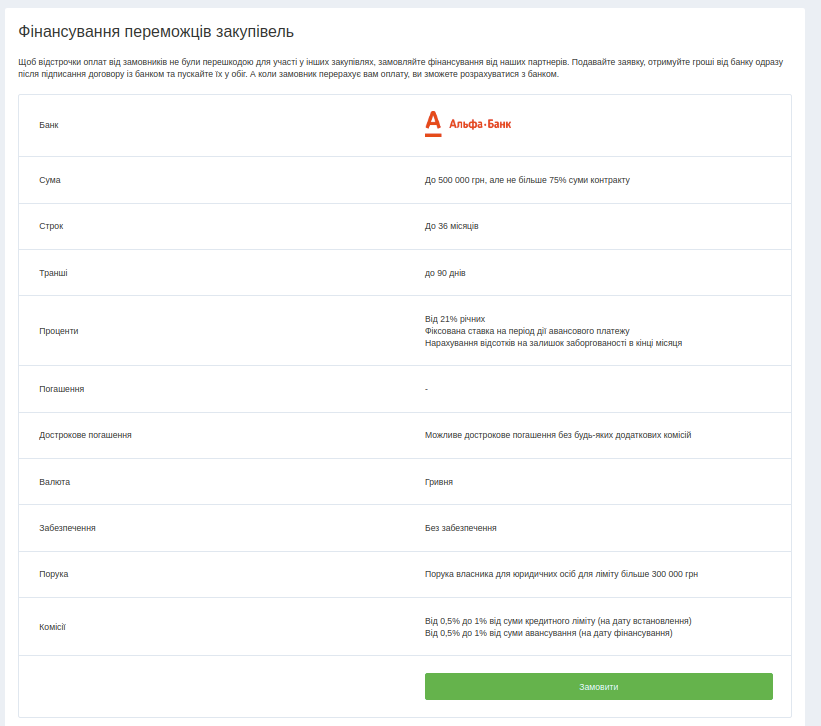 Фінансування переможців закупівель
Щоб відстрочки оплат від замовників не були перешкодою для участі у інших закупівлях, замовляйте фінансування від наших партнерів. Подавайте заявку, отримуйте гроші від банку одразу
після підписання договору із банком та пускайте їх у обіг. А коли замовник перерахує вам оплату, ви зможете розрахуватися з банком.
Банк
А Альфа·Банк
Сума
До 500 000 грн, але не більше 75% суми контракту
Строк
До 36 місяців
Транші
до 90 днів
Проценти
Від 21% річних
Фіксована ставка на період дії авансового платежу
Нарахування відсотків на залишок заборгованості в кінці місяця
Погашення
-
Дострокове погашення
Можливе дострокове погашення без будь-яких додаткових комісій
Валюта
Гривня
Забезпечення
Без забезпечення
Порука
Порука власника для юридичних осіб для ліміту більше 300 000 грн
Комісії
Від 0,5% до 1% від суми кредитного ліміту (на дату встановлення)
Від 0,5% до 1% від суми авансування (на дату фінансування)
Замовити